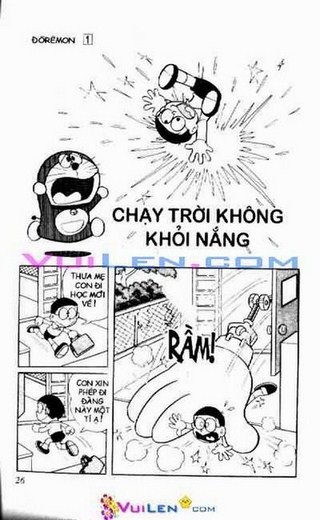 ĐÔRÊMON 1
CHẠY TRỜI KHÔNG
KHỎI NẮNG
VuiLen.com
THƯA MẸ
CON ĐI
HỌC MỚI
VỀ!
RẦM!
CON XIN
PHÉP ĐI
ĐẰNG
NÀY MỘT
TÍ Ạ!
26
VuiLen.com